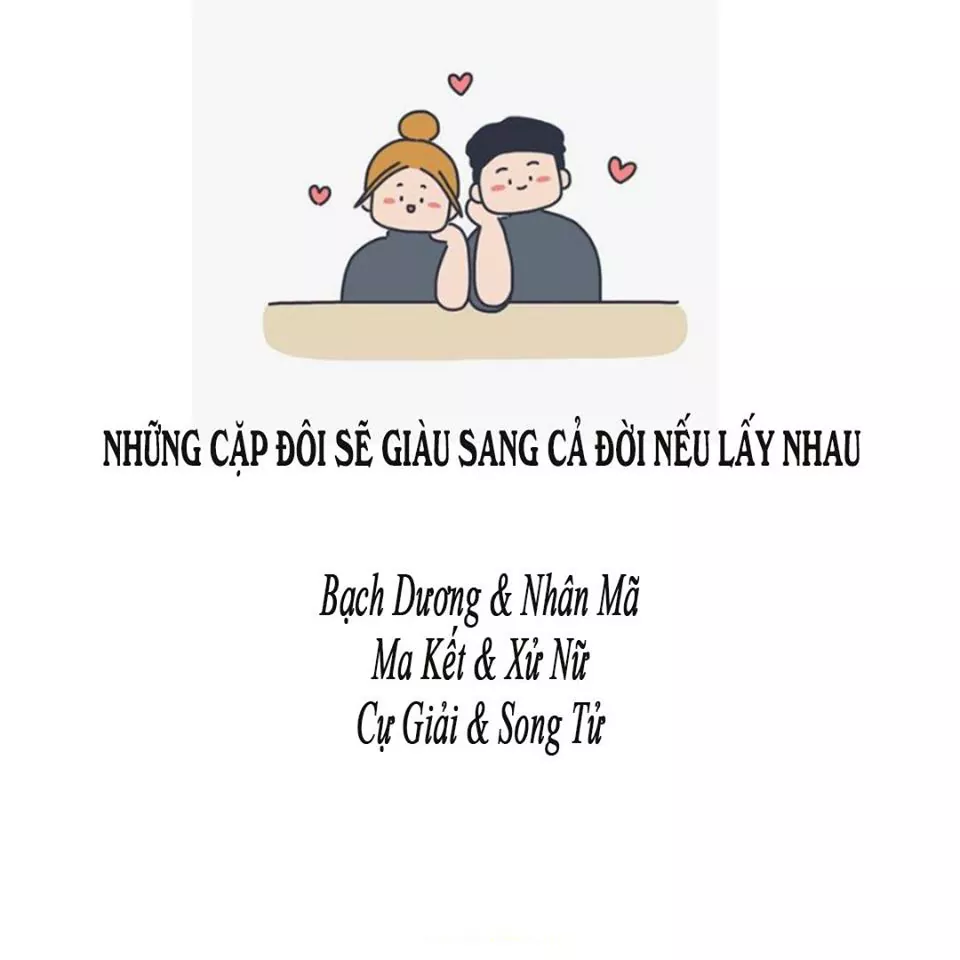 NHỮNG CẶP ĐÔI SẼ GIÀU SANG CẢ ĐỜI NẾU LẤY NHAU
Bạch Dương & Nhân Mã
Ma Kết & Xử Nữ
Cự Giải & Song Tử